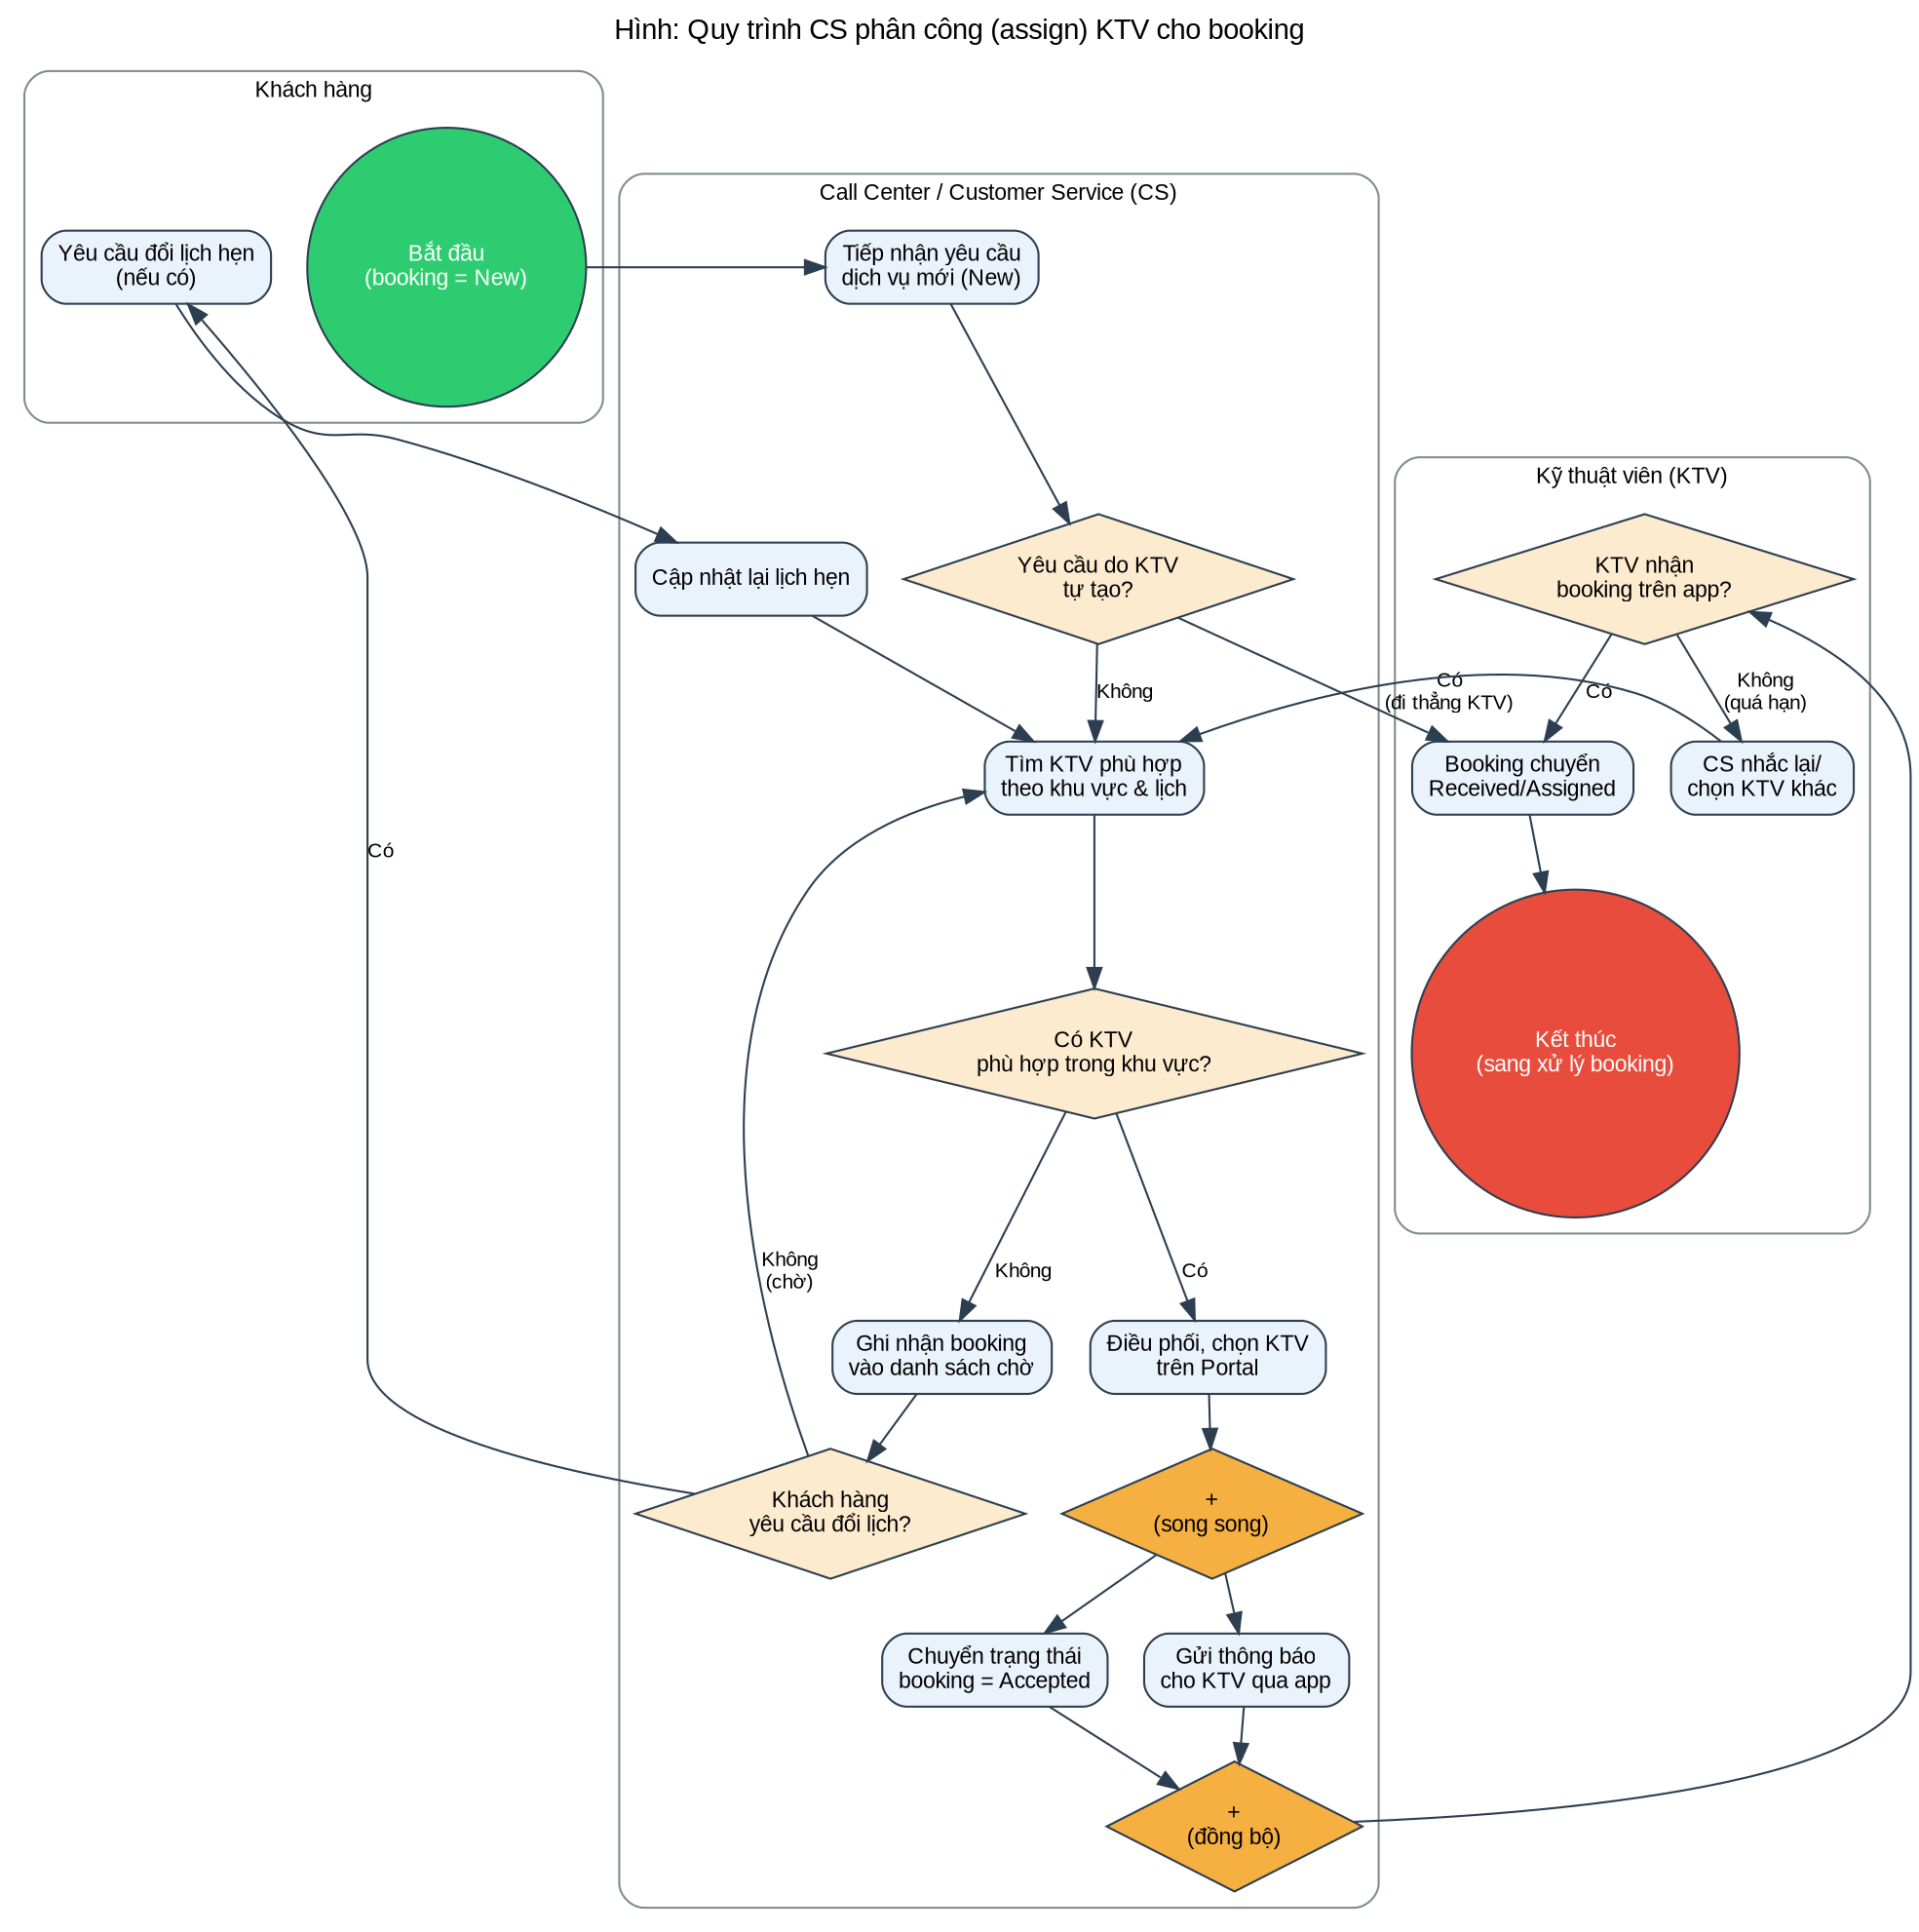 Hình: Quy trình CS phân công (assign) KTV cho booking
Khách hàng
Yêu cầu đổi lịch hẹn
(nếu có)
Bắt đầu
(booking = New)
Call Center / Customer Service (CS)
Tiếp nhận yêu cầu
dịch vụ mới (New)
Cập nhật lại lịch hẹn
Yêu cầu do KTV
tự tạo?
Kỹ thuật viên (KTV)
KTV nhận
booking trên app?
Không
Có
(đi thẳng KTV)
Có
Không
(quá hạn)
Tìm KTV phù hợp
theo khu vực & lịch
Booking chuyển
Received/Assigned
CS nhắc lại/
chọn KTV khác
Có
Có KTV
phù hợp trong khu vực?
Kết thúc
(sang xử lý booking)
Không
(chờ)
Không
Có
Ghi nhận booking
vào danh sách chờ
Điều phối, chọn KTV
trên Portal
Khách hàng
yêu cầu đổi lịch?
+
(song song)
Chuyển trạng thái
booking = Accepted
Gửi thông báo
cho KTV qua app
+
(đồng bộ)